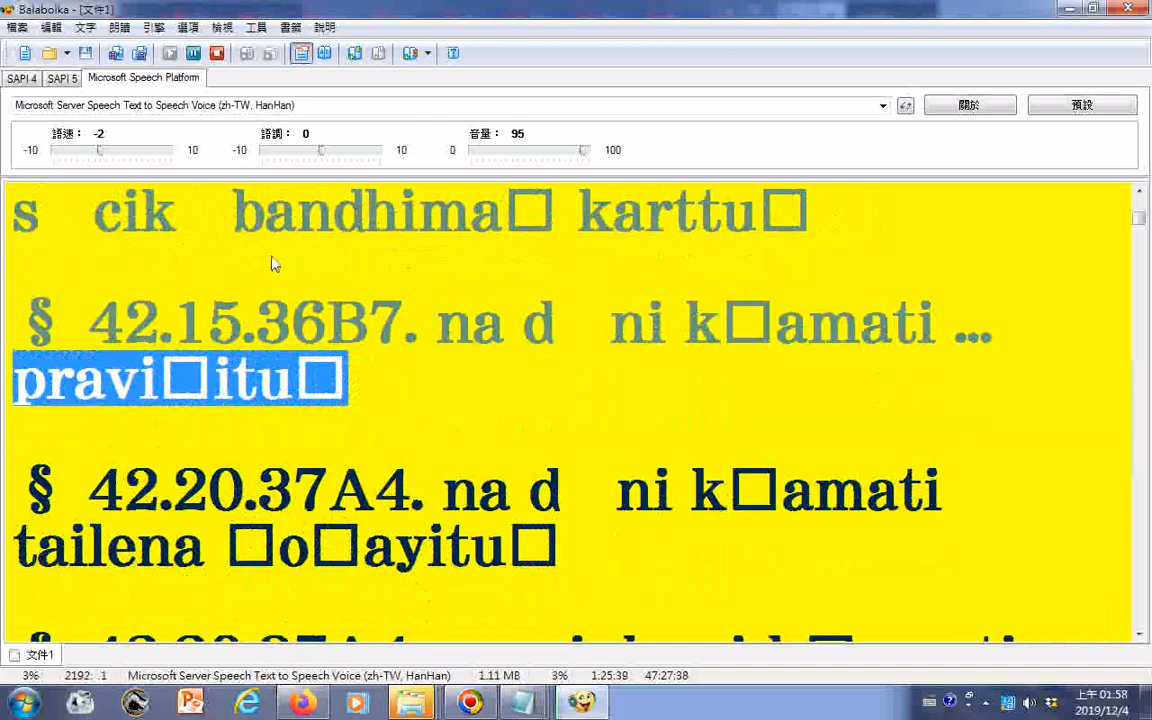 Balabolka - [文件1]
檔案 編輯 文字 朗讀 引擎 選項 檢視 工具 書籤 說明
SAPI 4 SAPI 5 Microsoft Speech Platform
Microsoft Server Speech Text to Speech Voice (zh-TW, HanHan) 關於 預設
語速： -2 語調： 0 音量： 95
-10 10 -10 10 0 100
s cik bandhima□ karttu□
§ 42.15.36B7. na d ni k□amati ...
pravi□itu□
§ 42.20.37A4. na d ni k□amati
tailena □o□ayitu□
文件1
3% 2192: .1 Microsoft Server Speech Text to Speech Voice (zh-TW, HanHan) 1.11 MB 3% 1:25:38 47:27:38
上午 01:58
2019/12/4